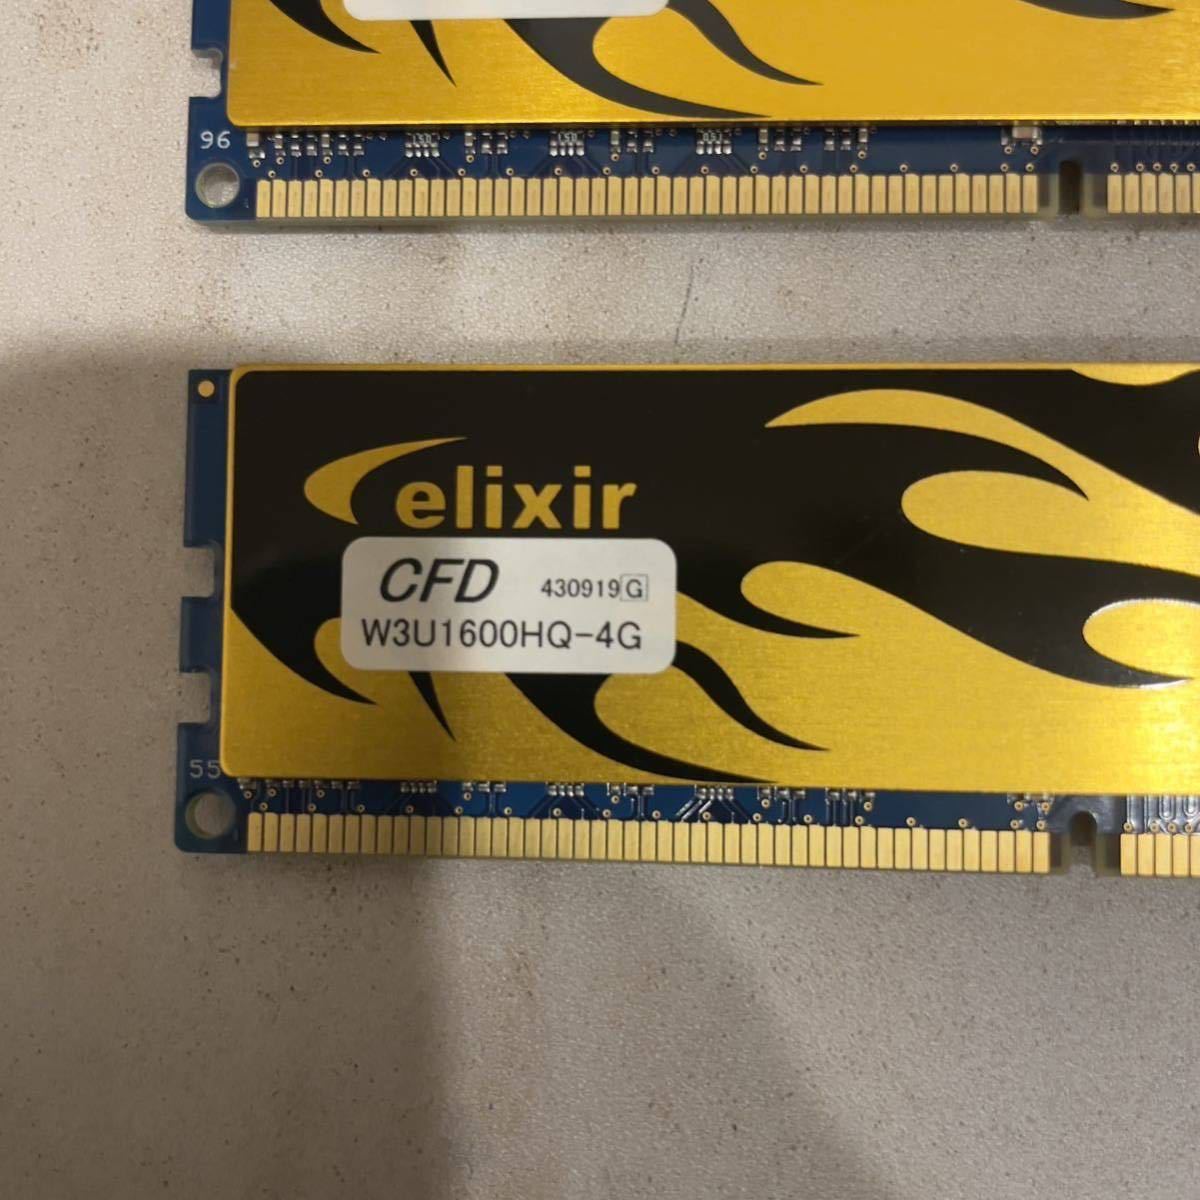 96
elixir
CFD 430919G
W3U1600HQ-4G
55